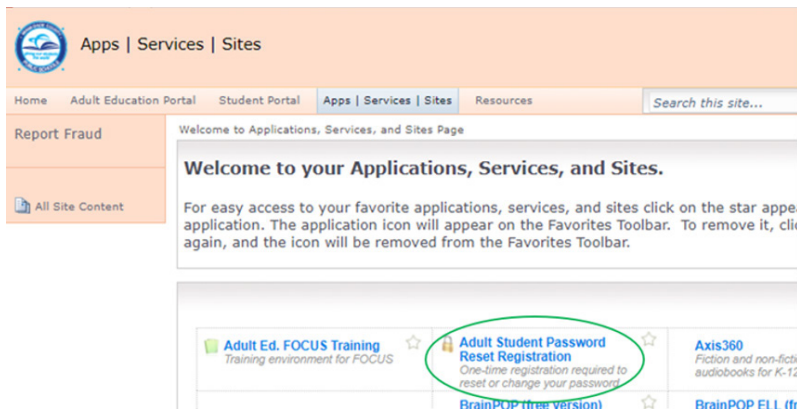 Apps | Services | Sites
Home Adult Education Portal Student Portal Apps | Services | Sites Resources Search this site...
Report Fraud
All Site Content
Welcome to Applications, Services, and Sites Page
Welcome to your Applications, Services, and Sites.
For easy access to your favorite applications, services, and sites click on the star appea
application. The application icon will appear on the Favorites Toolbar. To remove it, clic
again, and the icon will be removed from the Favorites Toolbar.
Adult Ed. FOCUS Training
Training environment for FOCUS
Adult Student Password
Reset Registration
One-time registration required to
reset or change your password
Axis360
Fiction and non-fictio
audiobooks for K-12
BrainPOP (free version)
BrainPOP ELL (fr